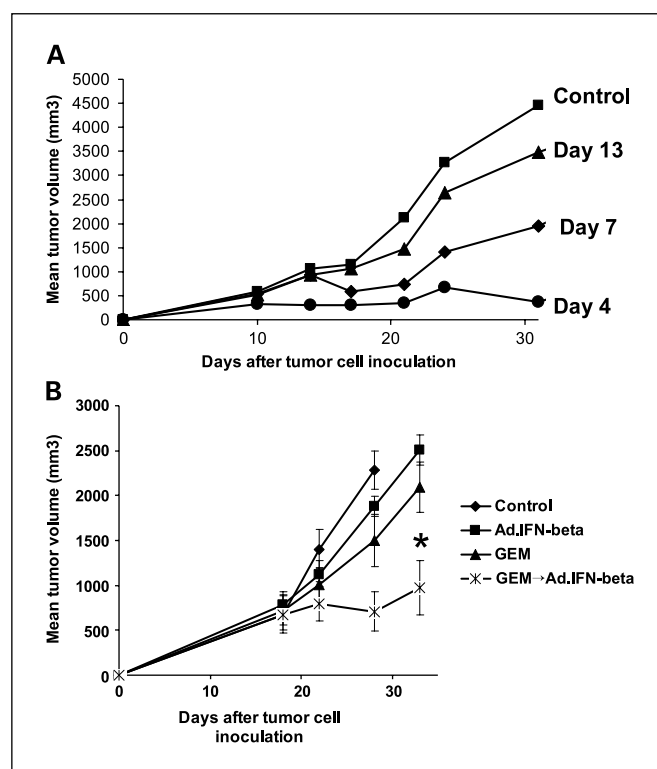 A
Mean tumor volume (mm3)
5000
4500
4000
3500
3000
2500
2000
1500
1000
500
0
0
10
20
30
Days after tumor cell inoculation
Control
Day 13
Day 7
Day 4
B
Mean tumor volume (mm3)
3000
2500
2000
1500
1000
500
0
0
10
20
30
Days after tumor cell
inoculation
*
Control
Ad.IFN-beta
GEM
GEM→Ad.IFN-beta